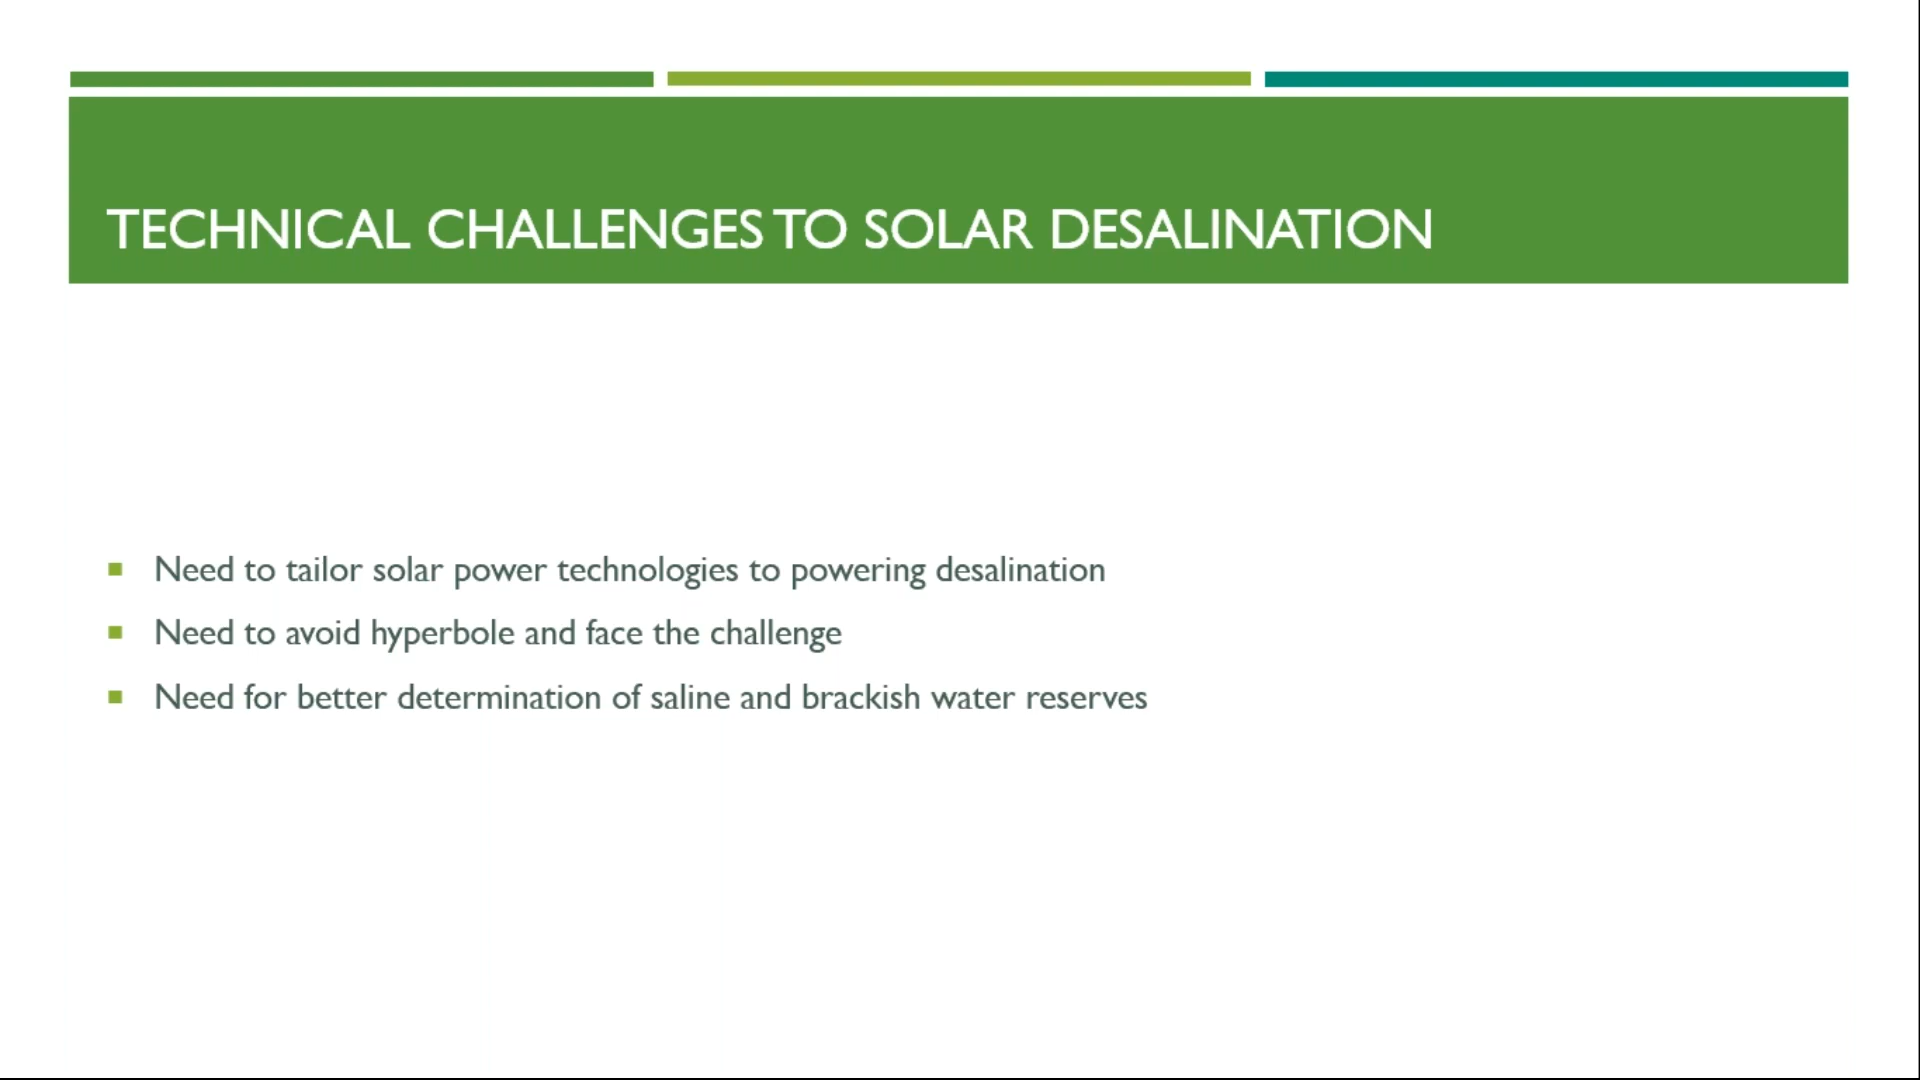 TECHNICAL CHALLENGES TO SOLAR DESALINATION
Need to tailor solar power technologies to powering desalination
Need to avoid hyperbole and face the challenge
Need for better determination of saline and brackish water reserves